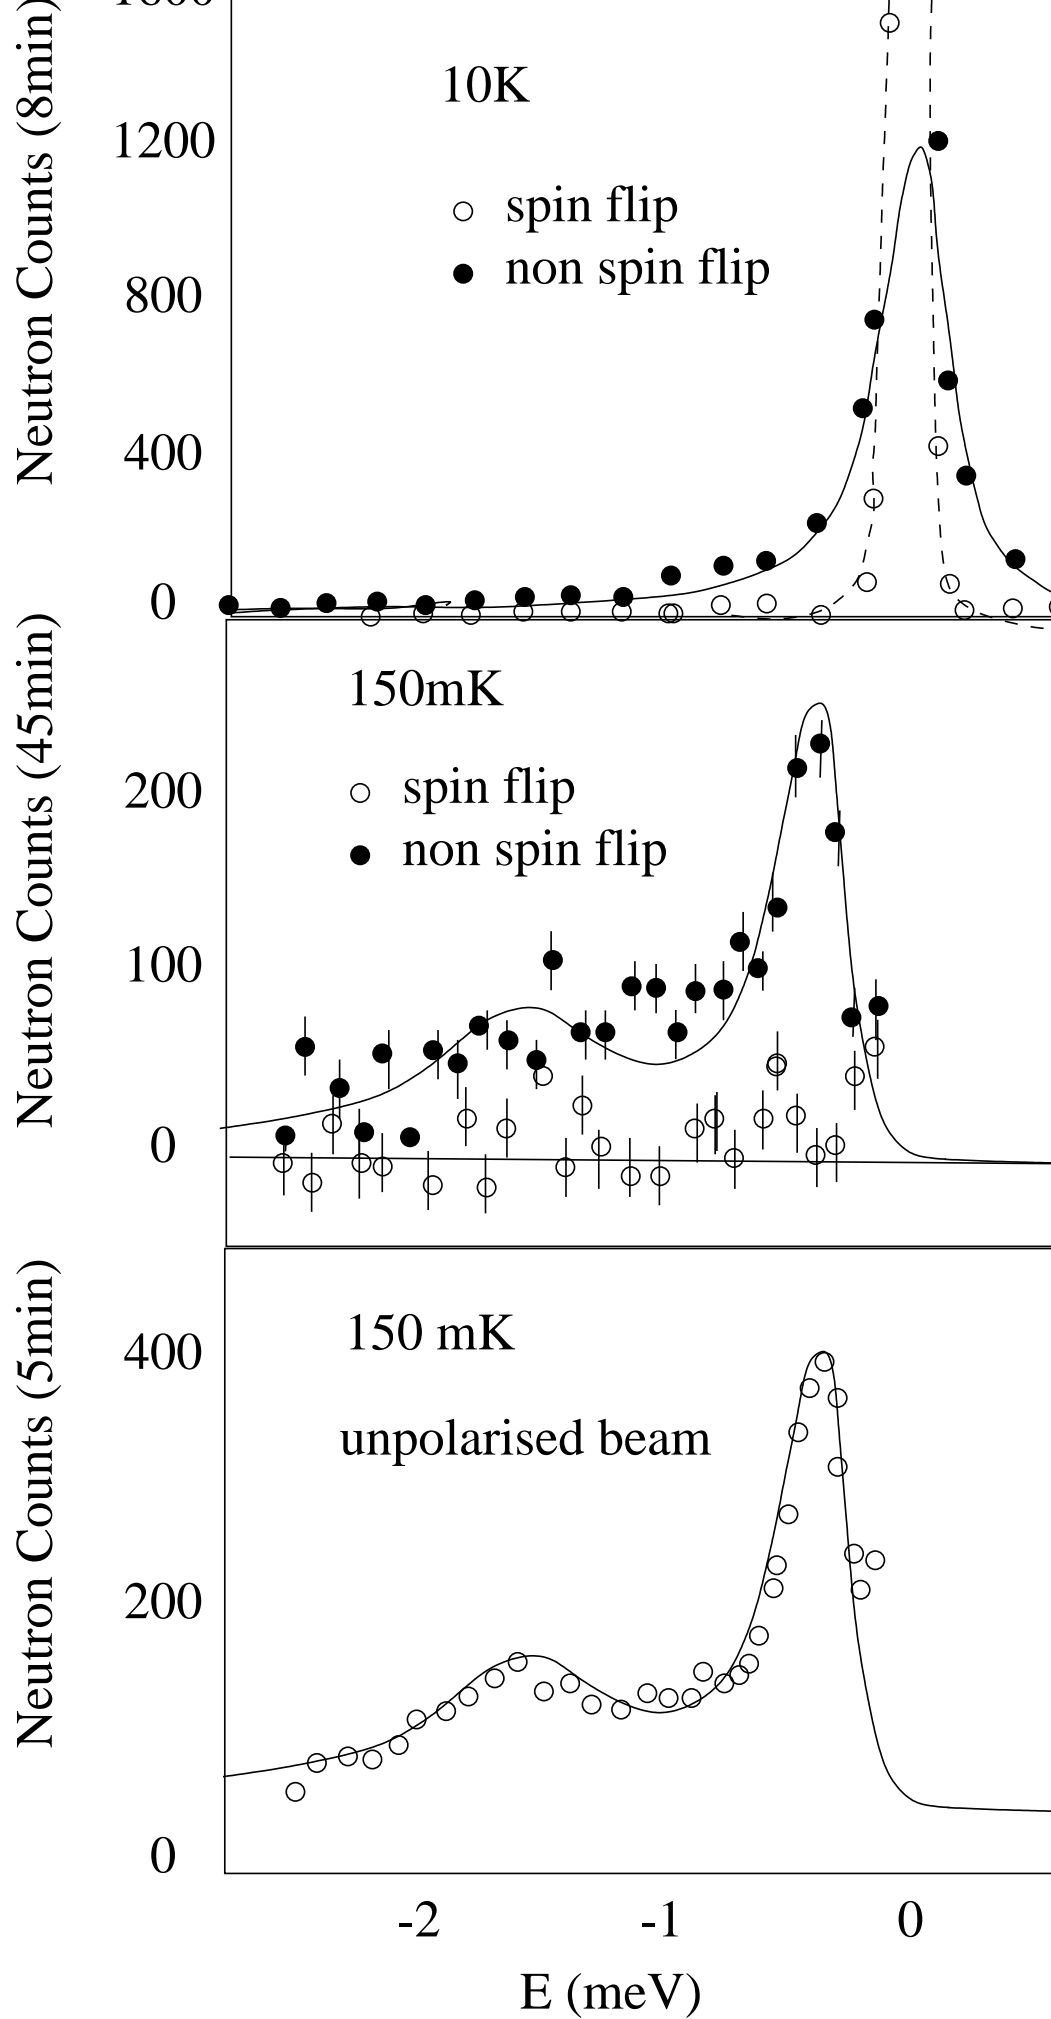 Neutron Counts (8min)
10K
1200
spin flip
non spin flip
800
400
0
Neutron Counts (45min)
150mK
spin flip
non spin flip
200
100
0
Neutron Counts (5min)
150 mK
400
unpolarised beam
200
0
-2 -1 0
E (meV)